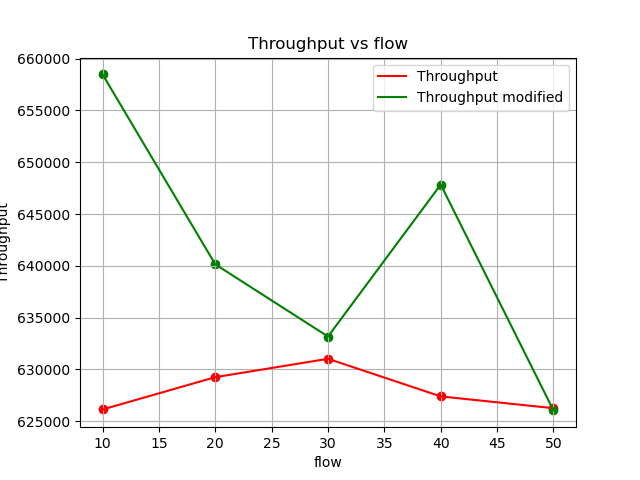 Throughput vs flow
Throughput
Throughput modified
660000
655000
650000
645000
640000
635000
630000
625000
Throughput
10 15 20 25 30 35 40 45 50
flow